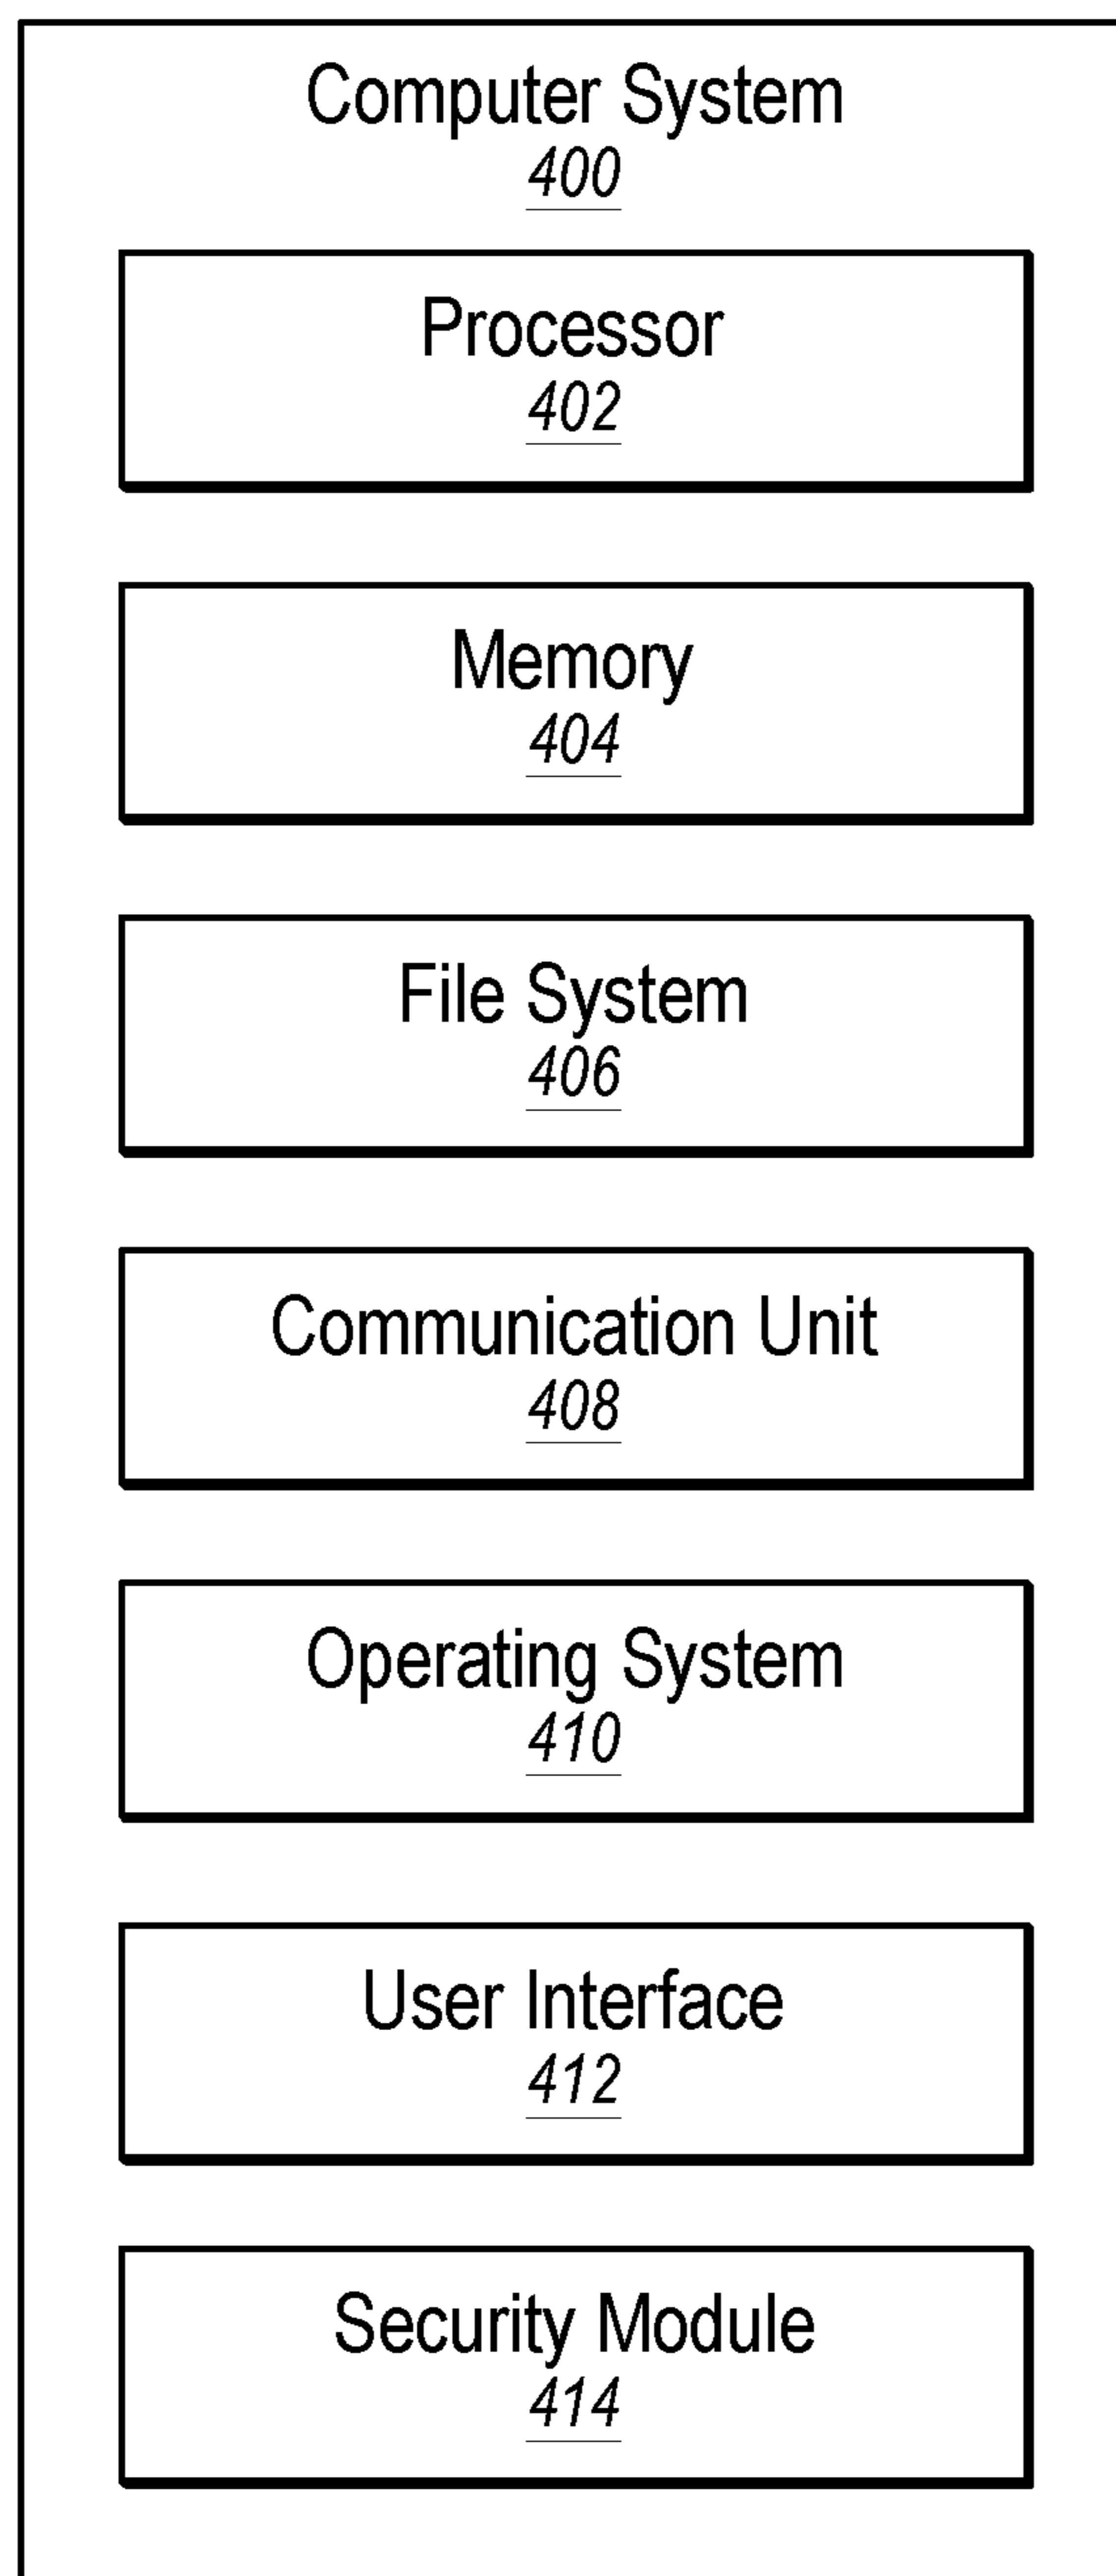 Computer System
400
Processor
402
Memory
404
File System
406
Communication Unit
408
Operating System
410
User Interface
412
Security Module
414